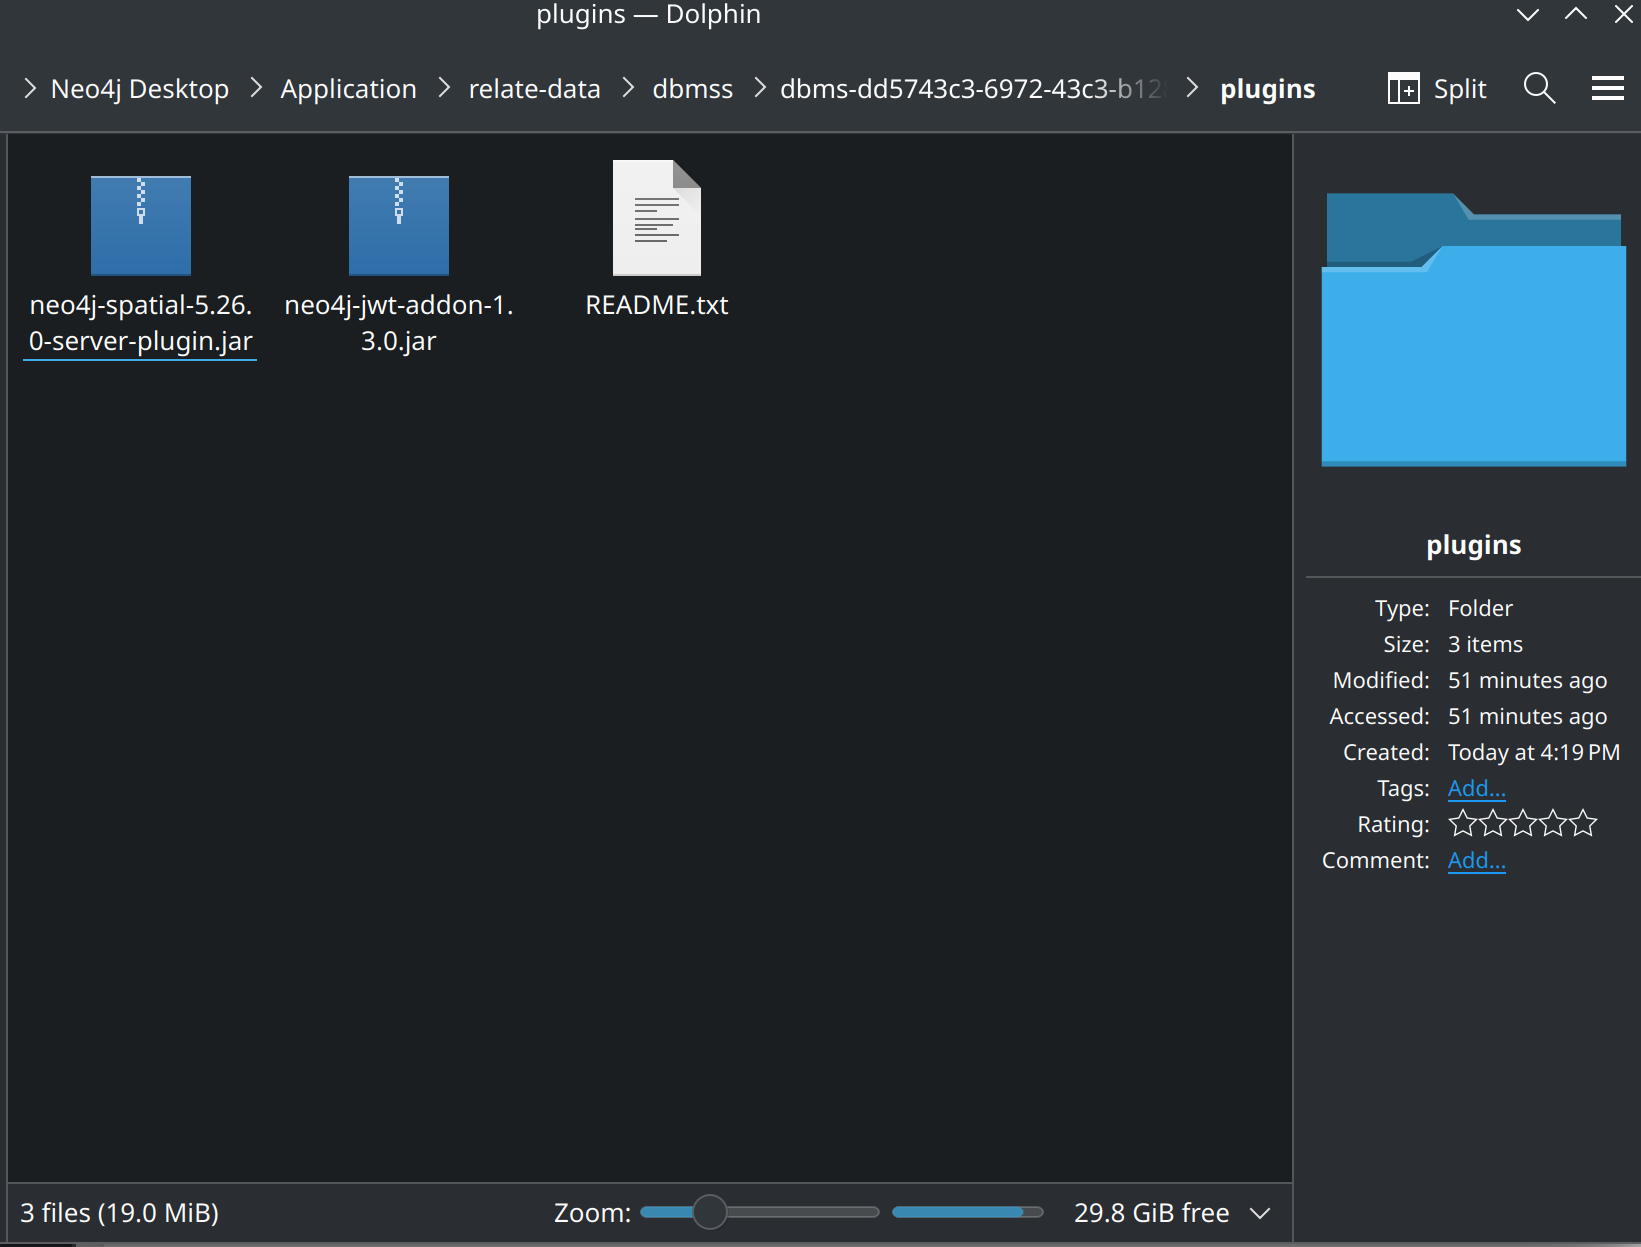 plugins — Dolphin
Neo4j Desktop
Application
relate-data
dbmss
dbms-dd5743c3-6972-43c3-b12
plugins
Split
neo4j-spatial-5.26.
0-server-plugin.jar
neo4j-jwt-addon-1.
3.0.jar
README.txt
plugins
Type: Folder
Size: 3 items
Modified: 51 minutes ago
Accessed: 51 minutes ago
Created: Today at 4:19 PM
Tags: Add...
Rating:
Comment: Add...
3 files (19.0 MiB)
Zoom:
29.8 GiB free